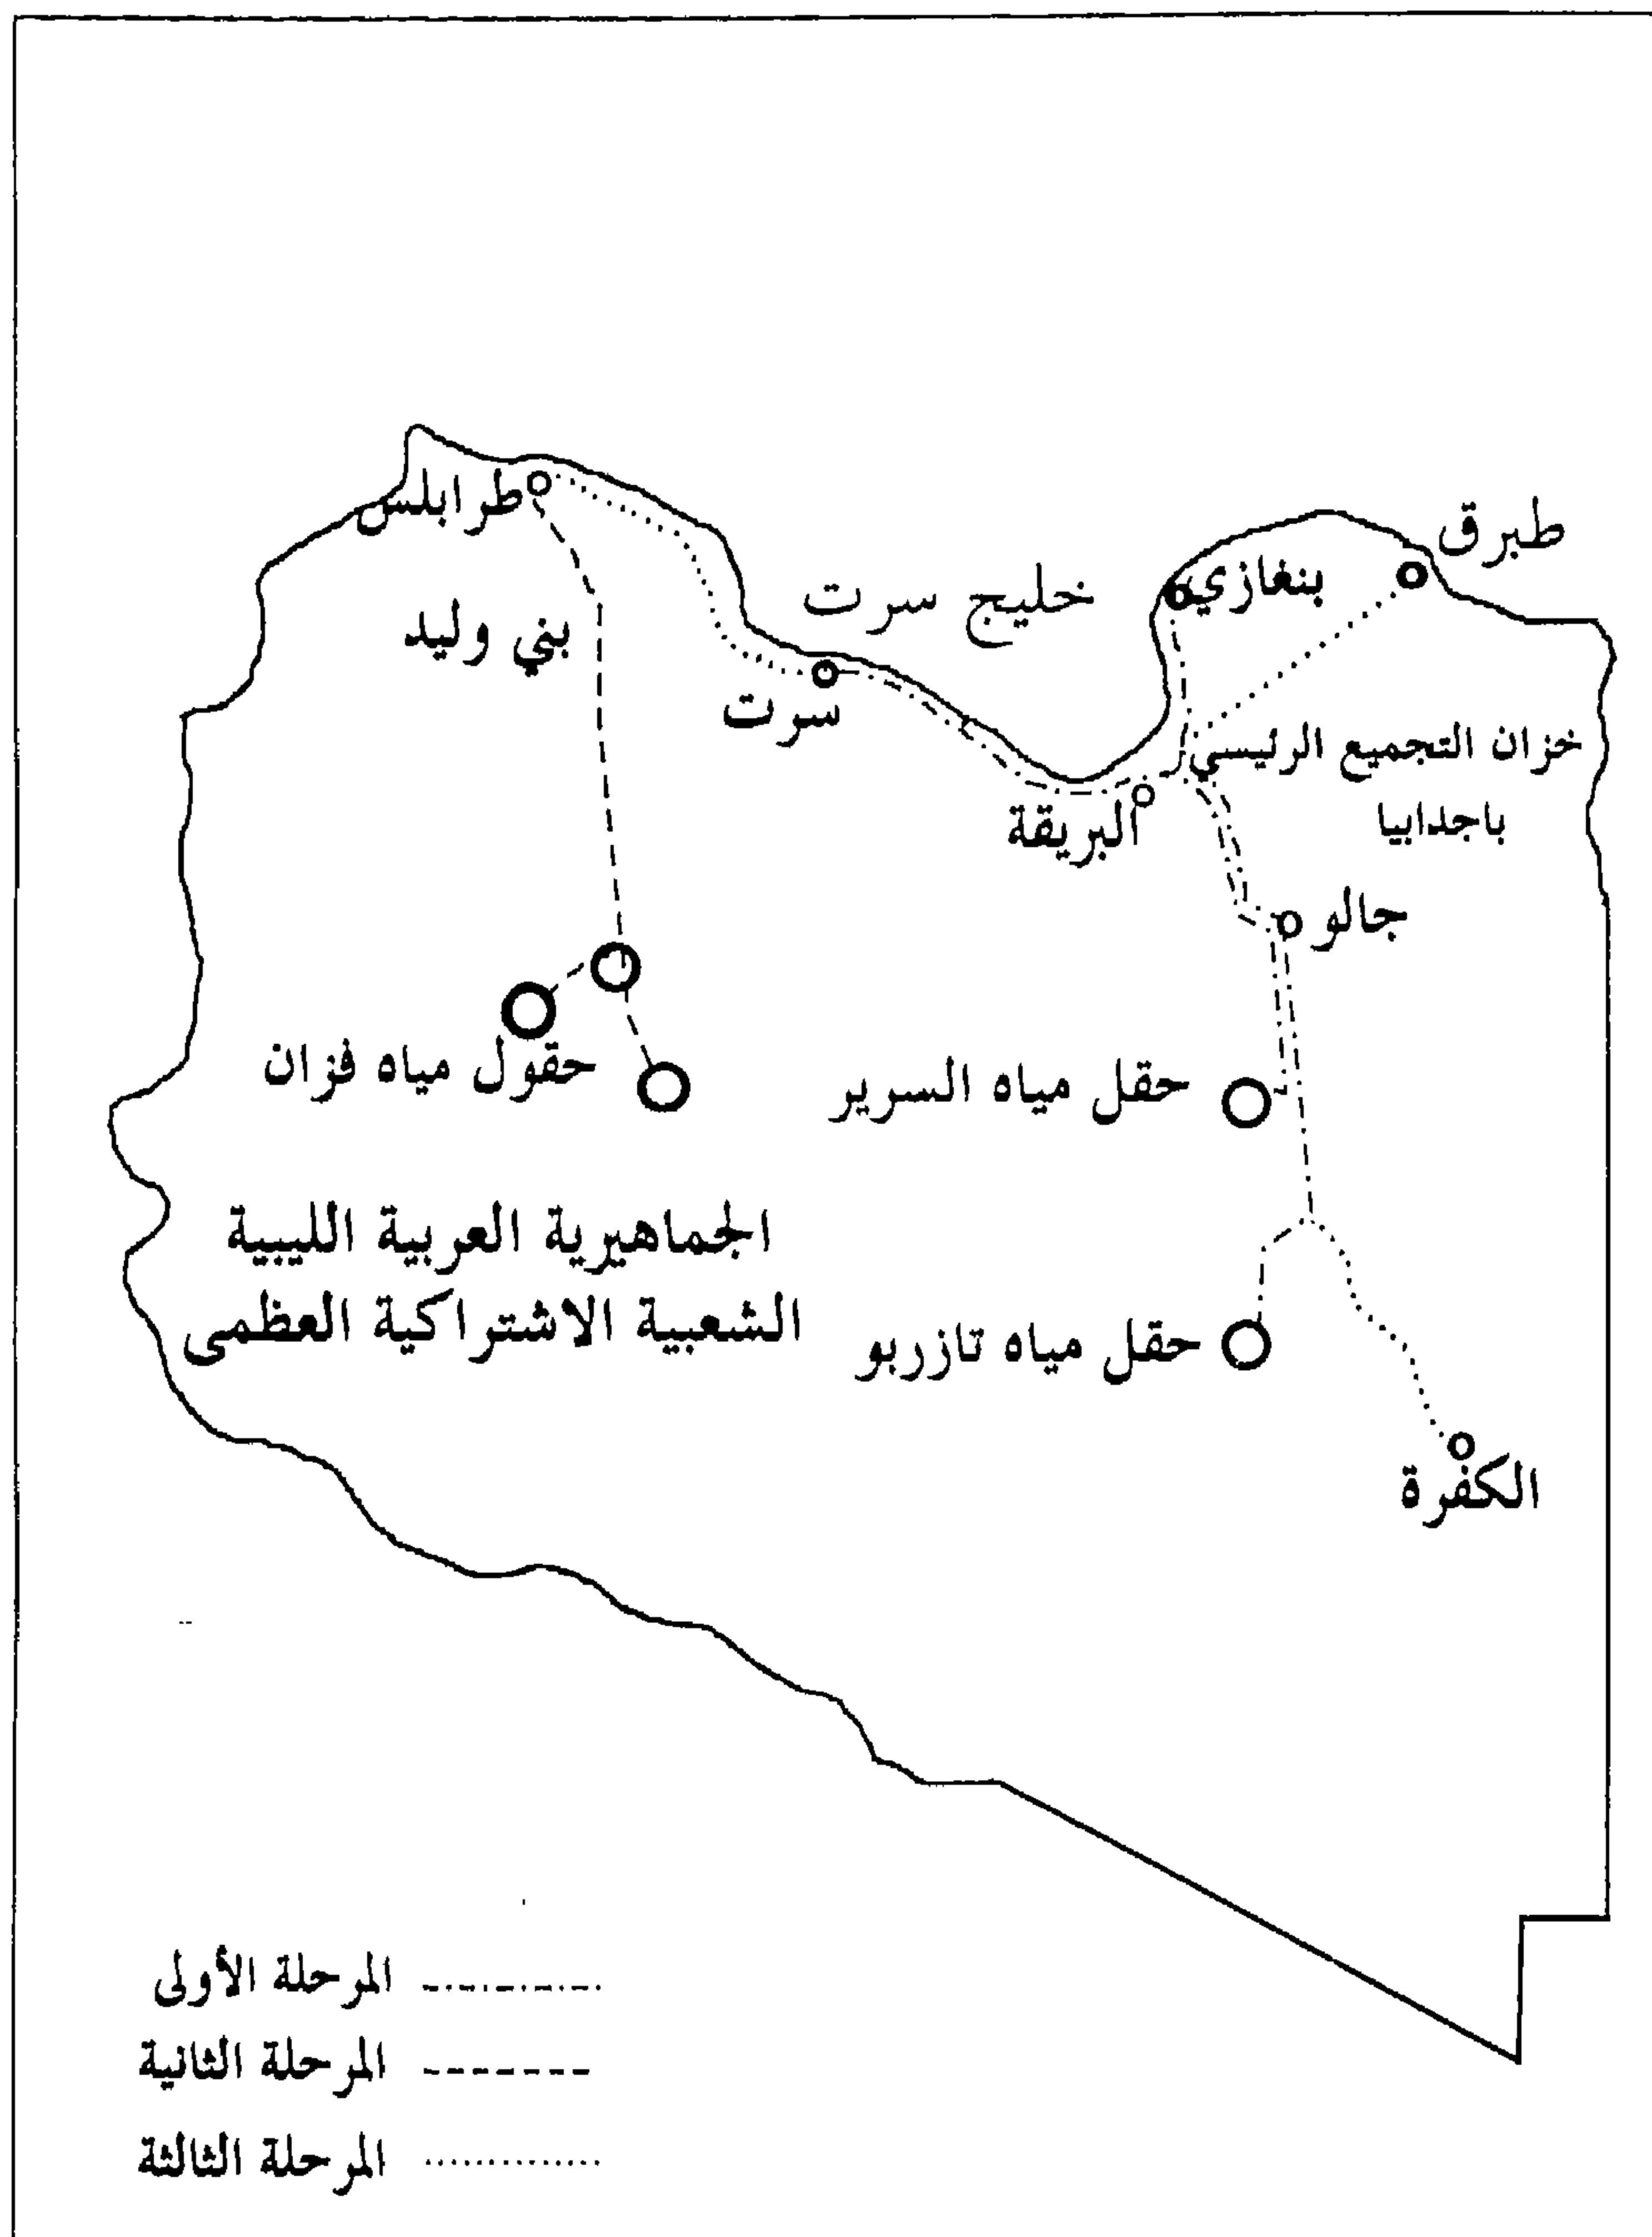 طرابلس
طبرق
بنغازي
خليج سرت
بني وليد
سرت
خزان التجميع الرئيسي
باجدابيا
البريقة
جالو
حقول مياه فزان
حقل مياه السرير
الجماهيرية العربية الليبية
الشعبية الاشتراكية العظمى
حقل مياه تازربو
الكفرة
المرحلة الأولى
المرحلة الثانية
المرحلة الثالثة